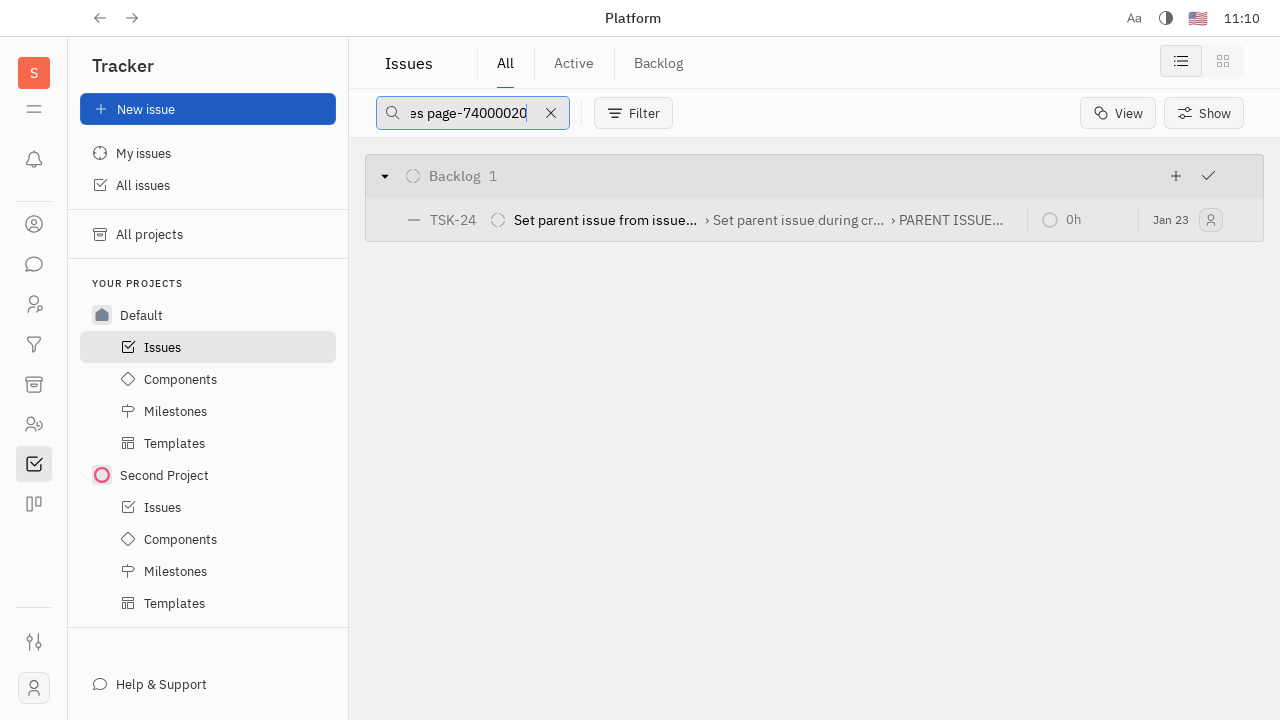 Platform
Aa
11:10
S
Tracker
New issue
My issues
All issues
All projects
YOUR PROJECTS
Default
Issues
Components
Milestones
Templates
Second Project
Issues
Components
Milestones
Templates
Help & Support
Issues
All
Active
Backlog
es page-74000020
Filter
View
Show
Backlog 1
TSK-24 Set parent issue from issue... › Set parent issue during cr... › PARENT ISSUE... 0h Jan 23